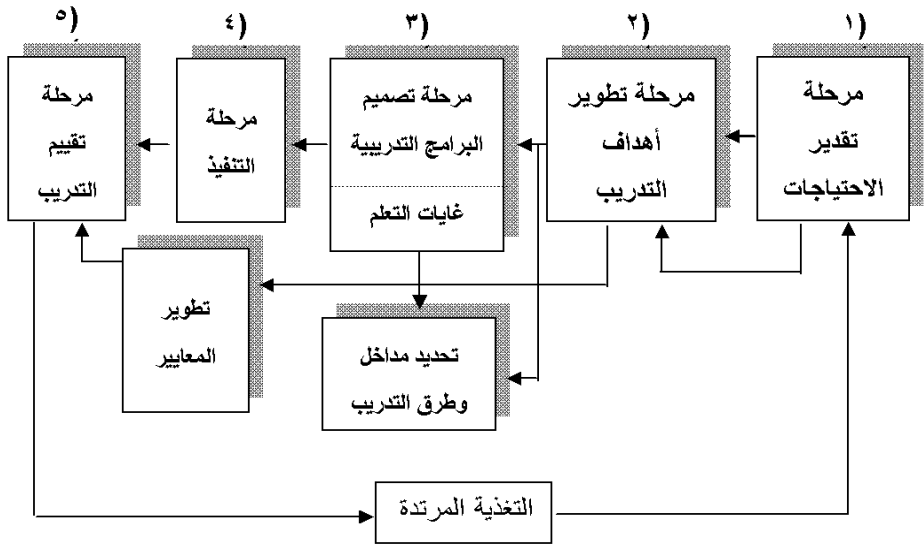 (١
(٢
(٣
(٤
(٥
مرحلة
تقدير
الاحتياجات
مرحلة تطوير
أهداف
التدريب
مرحلة تصميم
البرامج التدريبية
غايات التعلم
مرحلة
التنفيذ
مرحلة
تقييم
التدريب
تطوير
المعايير
تحديد مداخل
وطرق التدريب
التغذية المرتدة